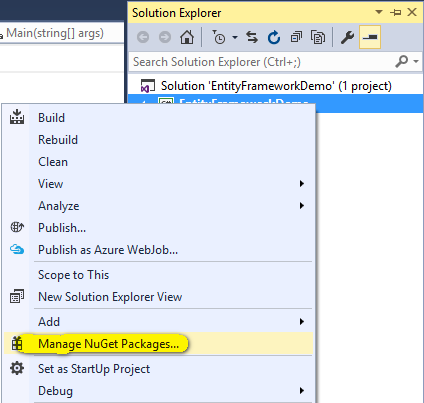 Main(string[] args)
Solution Explorer
Search Solution Explorer (Ctrl+;)
Solution 'EntityFrameworkDemo' (1 project)
EntityFrameworkDemo
Build
Rebuild
Clean
View
Analyze
Publish...
Publish as Azure WebJob...
Scope to This
New Solution Explorer View
Add
Manage NuGet Packages...
Set as StartUp Project
Debug